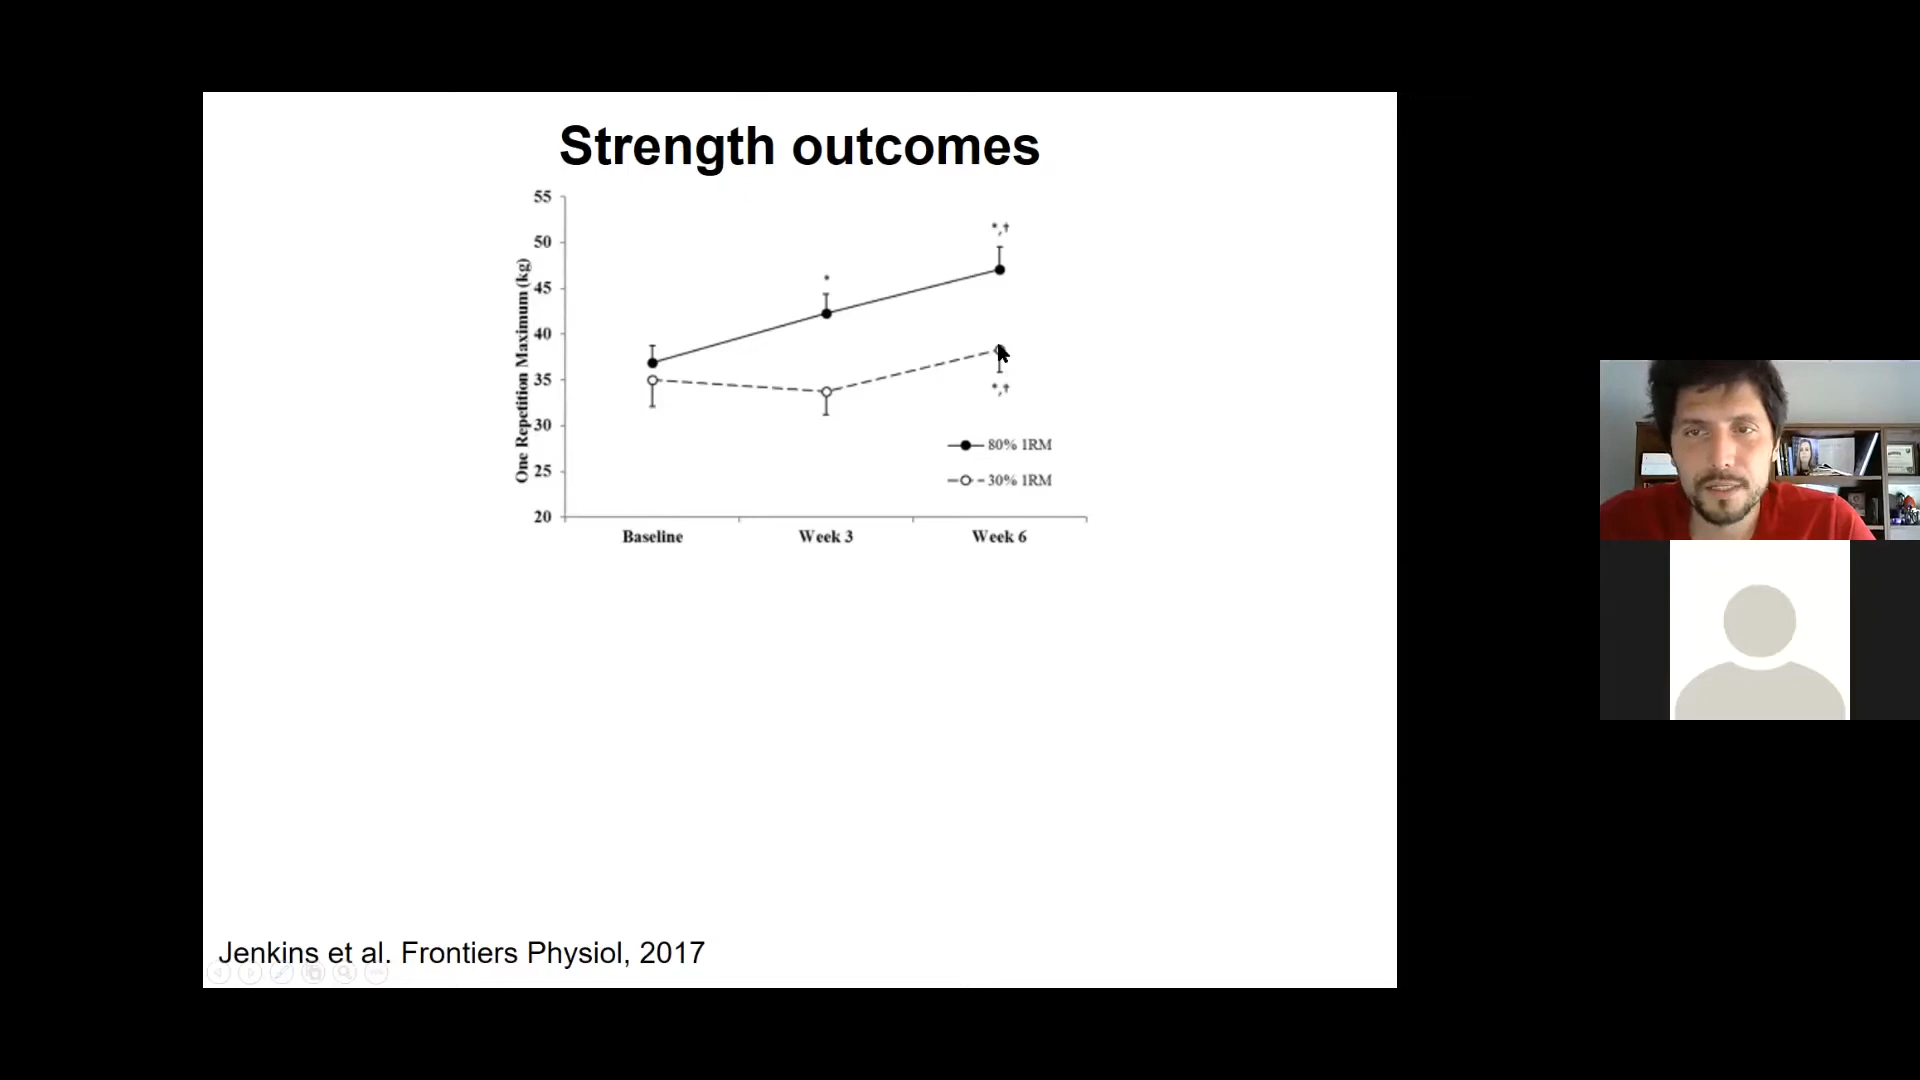 Strength outcomes
55
50
45
40
35
30
25
20
One Repetition Maximum (kg)
*
*,†
*,†
80% 1RM
30% 1RM
Baseline Week 3 Week 6
Jenkins et al. Frontiers Physiol, 2017